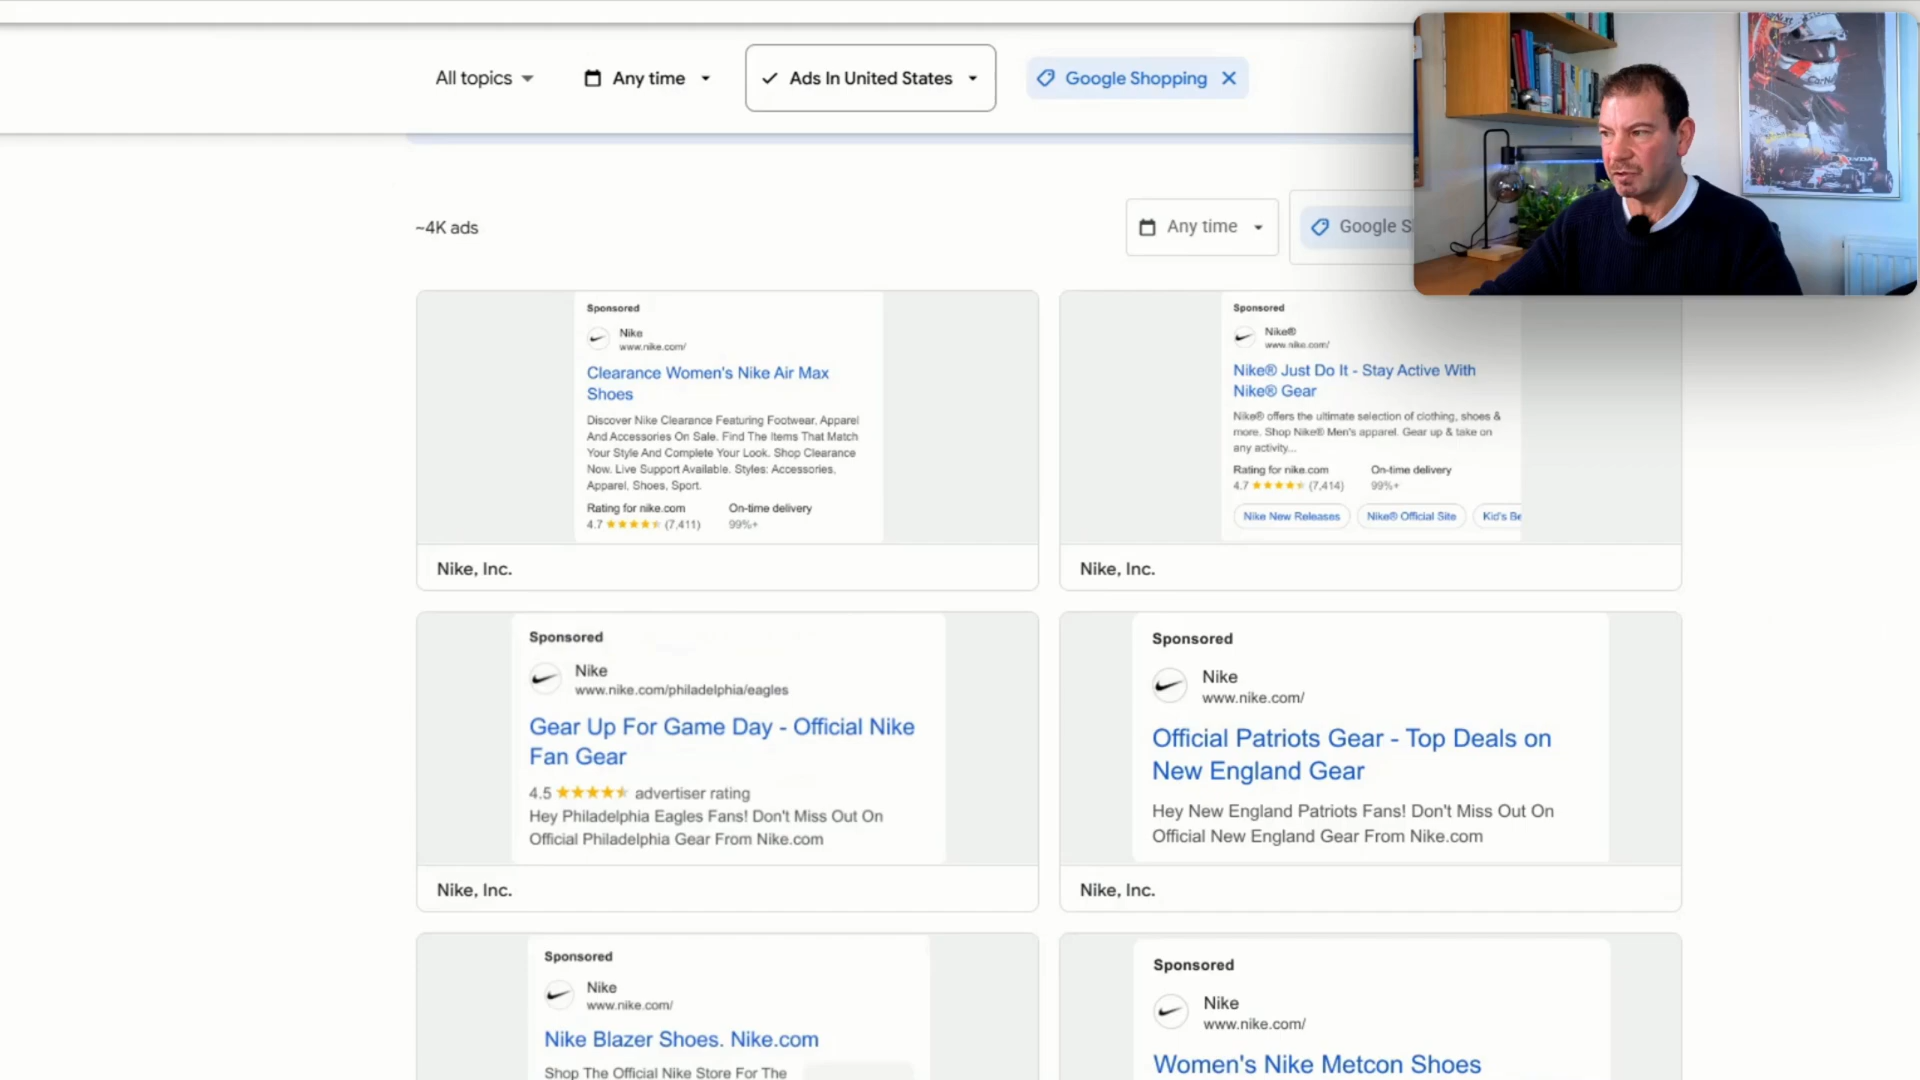 All topics
Any time
Ads In United States
Google Shopping
~4K ads
Any time
Google S
Sponsored
Nike
www.nike.com/
Clearance Women's Nike Air Max
Shoes
Discover Nike Clearance Featuring Footwear, Apparel
And Accessories On Sale. Find The Items That Match
Your Style And Complete Your Look. Shop Clearance
Now. Live Support Available. Styles: Accessories,
Apparel, Shoes, Sport.
Rating for nike.com
On-time delivery
4.7 ★★★★★ (7,411)
99%+
Nike, Inc.
Sponsored
Nike®
www.nike.com/
Nike® Just Do It - Stay Active With
Nike® Gear
Nike® offers the ultimate selection of clothing, shoes &
more. Shop Nike® Men's apparel. Gear up & take on
any activity...
Rating for nike.com
On-time delivery
4.7 ★★★★★ (7,414)
99%+
Nike New Releases
Nike® Official Site
Kid's Be
Nike, Inc.
Sponsored
Nike
www.nike.com/philadelphia/eagles
Gear Up For Game Day - Official Nike
Fan Gear
4.5 ★★★★★ advertiser rating
Hey Philadelphia Eagles Fans! Don't Miss Out On
Official Philadelphia Gear From Nike.com
Nike, Inc.
Sponsored
Nike
www.nike.com/
Official Patriots Gear - Top Deals on
New England Gear
Hey New England Patriots Fans! Don't Miss Out On
Official New England Gear From Nike.com
Nike, Inc.
Sponsored
Nike
www.nike.com/
Nike Blazer Shoes. Nike.com
Shop The Official Nike Store For The
Sponsored
Nike
www.nike.com/
Women's Nike Metcon Shoes